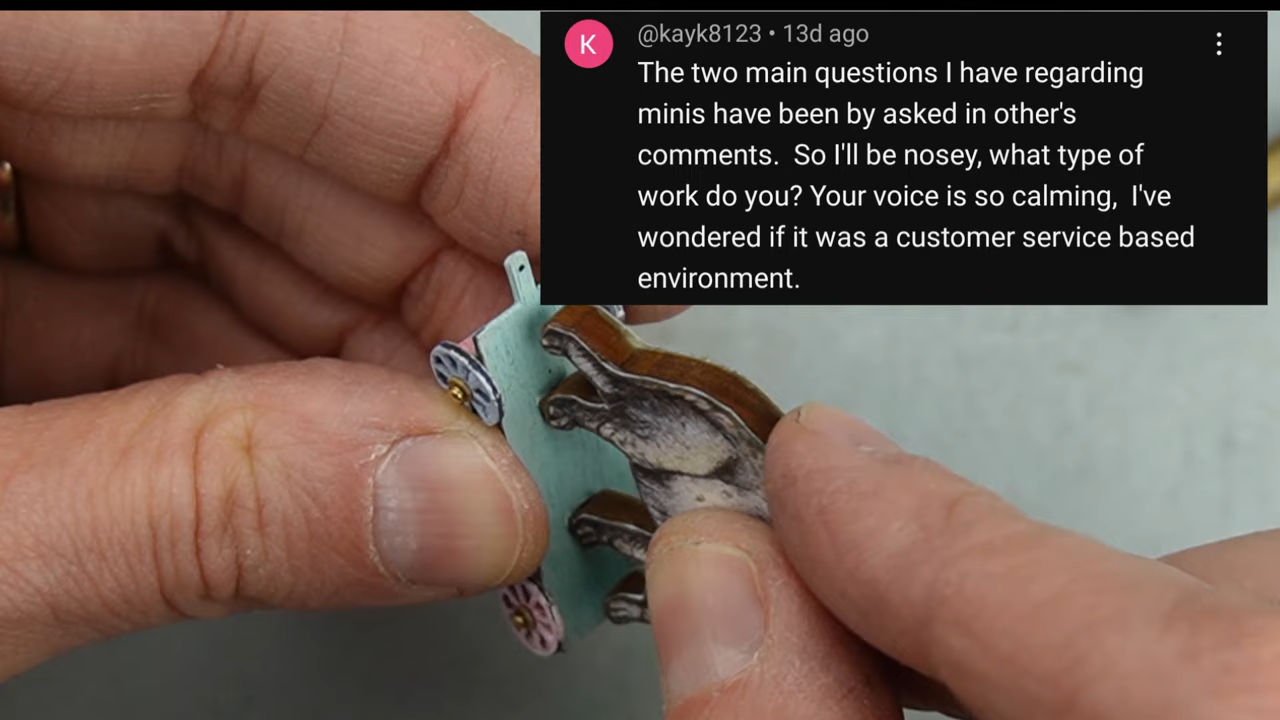 K
@kayk8123 • 13d ago
The two main questions I have regarding
minis have been by asked in other's
comments.  So I'll be nosey, what type of
work do you? Your voice is so calming,  I've
wondered if it was a customer service based
environment.